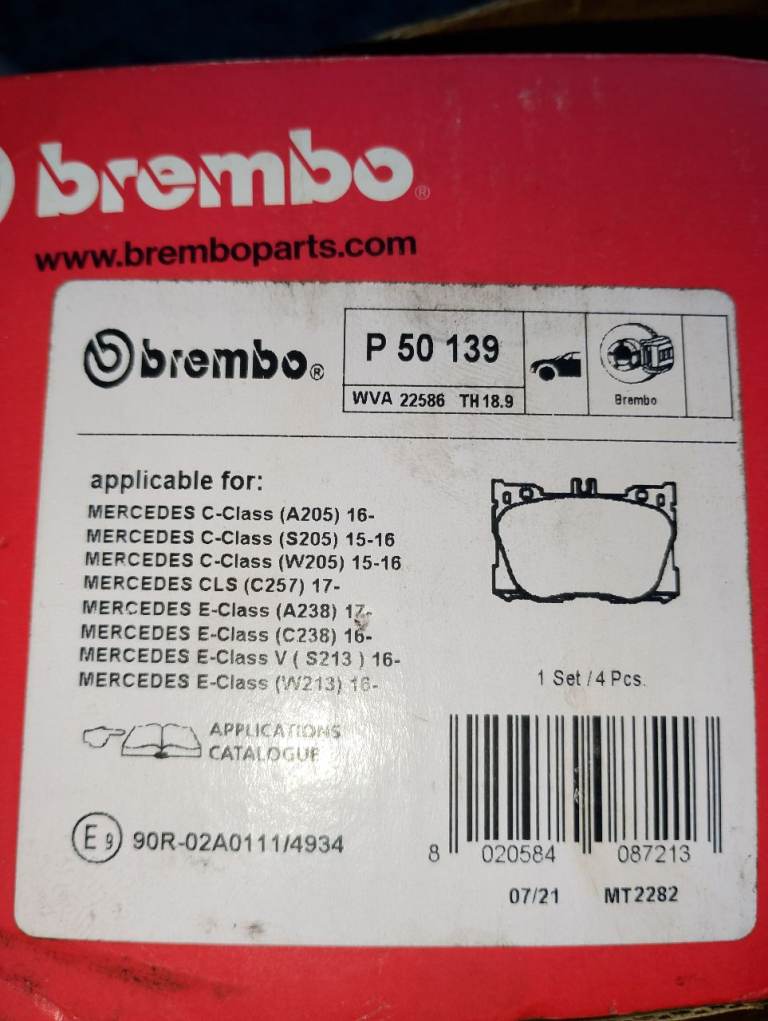 brembo®
www.bremboparts.com
brembo®
P 50 139
WVA 22586 TH 18.9
Brembo
applicable for:
MERCEDES C-Class (A205) 16-
MERCEDES C-Class (S205) 15-16
MERCEDES C-Class (W205) 15-16
MERCEDES CLS (C257) 17-
MERCEDES E-Class (A238) 17-
MERCEDES E-Class (C238) 16-
MERCEDES E-Class V ( S213 ) 16-
MERCEDES E-Class (W213) 16-
1 Set / 4 Pcs.
APPLICATIONS
CATALOGUE
E9 90R-02A0111/4934
8 020584 087213
07/21 MT2282